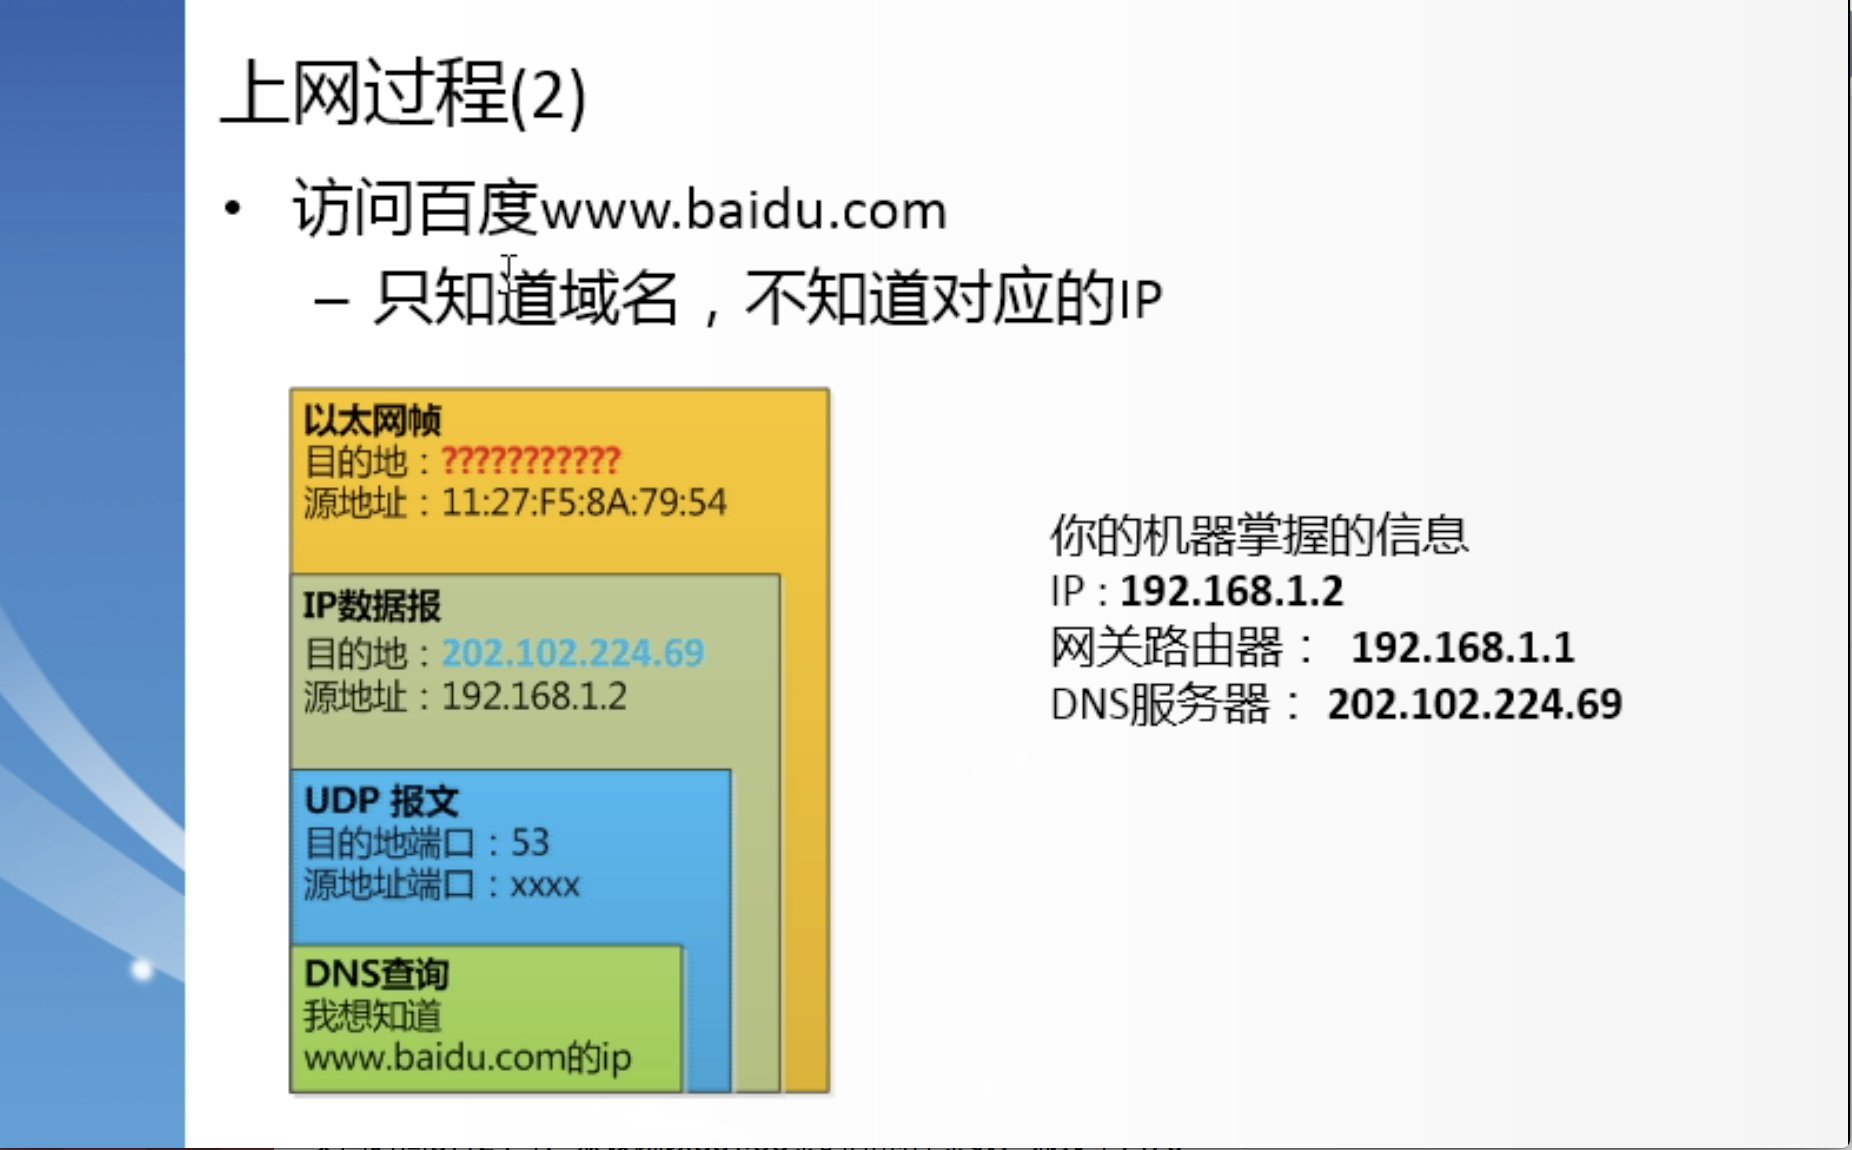 上网过程(2)
• 访问百度www.baidu.com
– 只知道域名，不知道对应的IP
以太网帧
目的地：???????????
源地址：11:27:F5:8A:79:54
IP数据报
目的地：202.102.224.69
源地址：192.168.1.2
UDP 报文
目的地端口：53
源地址端口：xxxx
DNS查询
我想知道
www.baidu.com的ip
你的机器掌握的信息
IP：192.168.1.2
网关路由器： 192.168.1.1
DNS服务器： 202.102.224.69